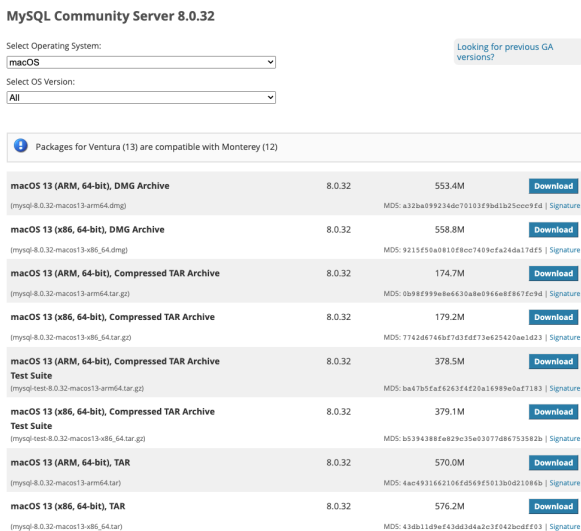 MySQL Community Server 8.0.32
Select Operating System:
Looking for previous GA
versions?
macOS
Select OS Version:
All
Packages for Ventura (13) are compatible with Monterey (12)
macOS 13 (ARM, 64-bit), DMG Archive 8.0.32 553.4M Download
(mysql-8.0.32-macos13-arm64.dmg) MD5: a32ba099234dc70103f9bd1b25ccc9fd | Signature
macOS 13 (x86, 64-bit), DMG Archive 8.0.32 558.8M Download
(mysql-8.0.32-macos13-x86_64.dmg) MD5: 9215f50a0810f8cc7409cfa24da17df5 | Signature
macOS 13 (ARM, 64-bit), Compressed TAR Archive 8.0.32 174.7M Download
(mysql-8.0.32-macos13-arm64.tar.gz) MD5: 0b98f999e8e6630a8e0966e8f867fc9d | Signature
macOS 13 (x86, 64-bit), Compressed TAR Archive 8.0.32 179.2M Download
(mysql-8.0.32-macos13-x86_64.tar.gz) MD5: 7742d6746bf7d3fdf73e625420ae1d23 | Signature
macOS 13 (ARM, 64-bit), Compressed TAR Archive 8.0.32 378.5M Download
Test Suite
(mysql-test-8.0.32-macos13-arm64.tar.gz) MD5: ba47b5faf6263f4f20a16989e0af7183 | Signature
macOS 13 (x86, 64-bit), Compressed TAR Archive 8.0.32 379.1M Download
Test Suite
(mysql-test-8.0.32-macos13-x86_64.tar.gz) MD5: b5394388fe829c35e03077d86753582b | Signature
macOS 13 (ARM, 64-bit), TAR 8.0.32 570.0M Download
(mysql-8.0.32-macos13-arm64.tar) MD5: 4ac4931662106fd569f5013b0d21086b | Signature
macOS 13 (x86, 64-bit), TAR 8.0.32 576.2M Download
(mysql-8.0.32-macos13-x86_64.tar) MD5: 43db11d9ef43dd3d4a2c3f042bcdff03 | Signature